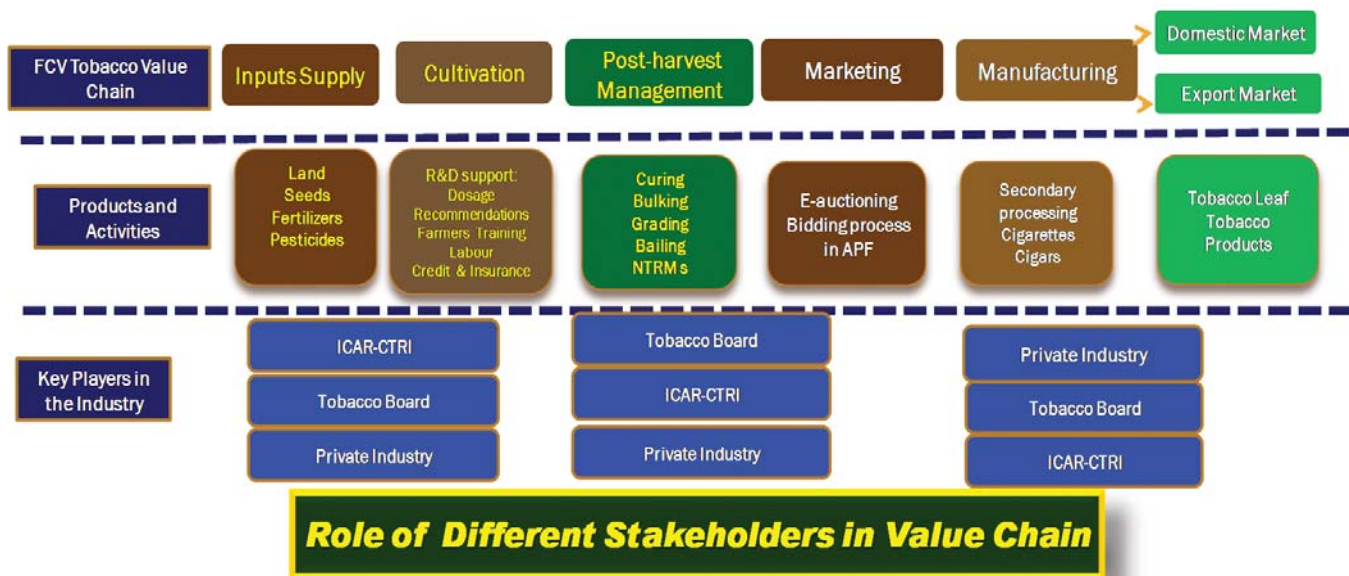 FCV Tobacco Value
Chain
Inputs Supply
Cultivation
Post-harvest
Management
Marketing
Manufacturing
Domestic Market
Export Market
Products and
Activities
Land
Seeds
Fertilizers
Pesticides
R&D support:
Dosage
Recommendations
Farmers Training
Labour
Credit & Insurance
Curing
Bulking
Grading
Bailing
NTRMs
E-auctioning
Bidding process
in APF
Secondary
processing
Cigarettes
Cigars
Tobacco Leaf
Tobacco
Products
Key Players in
the Industry
ICAR-CTRI
Tobacco Board
Private Industry
Tobacco Board
ICAR-CTRI
Private Industry
Private Industry
Tobacco Board
ICAR-CTRI
Role of Different Stakeholders in Value Chain